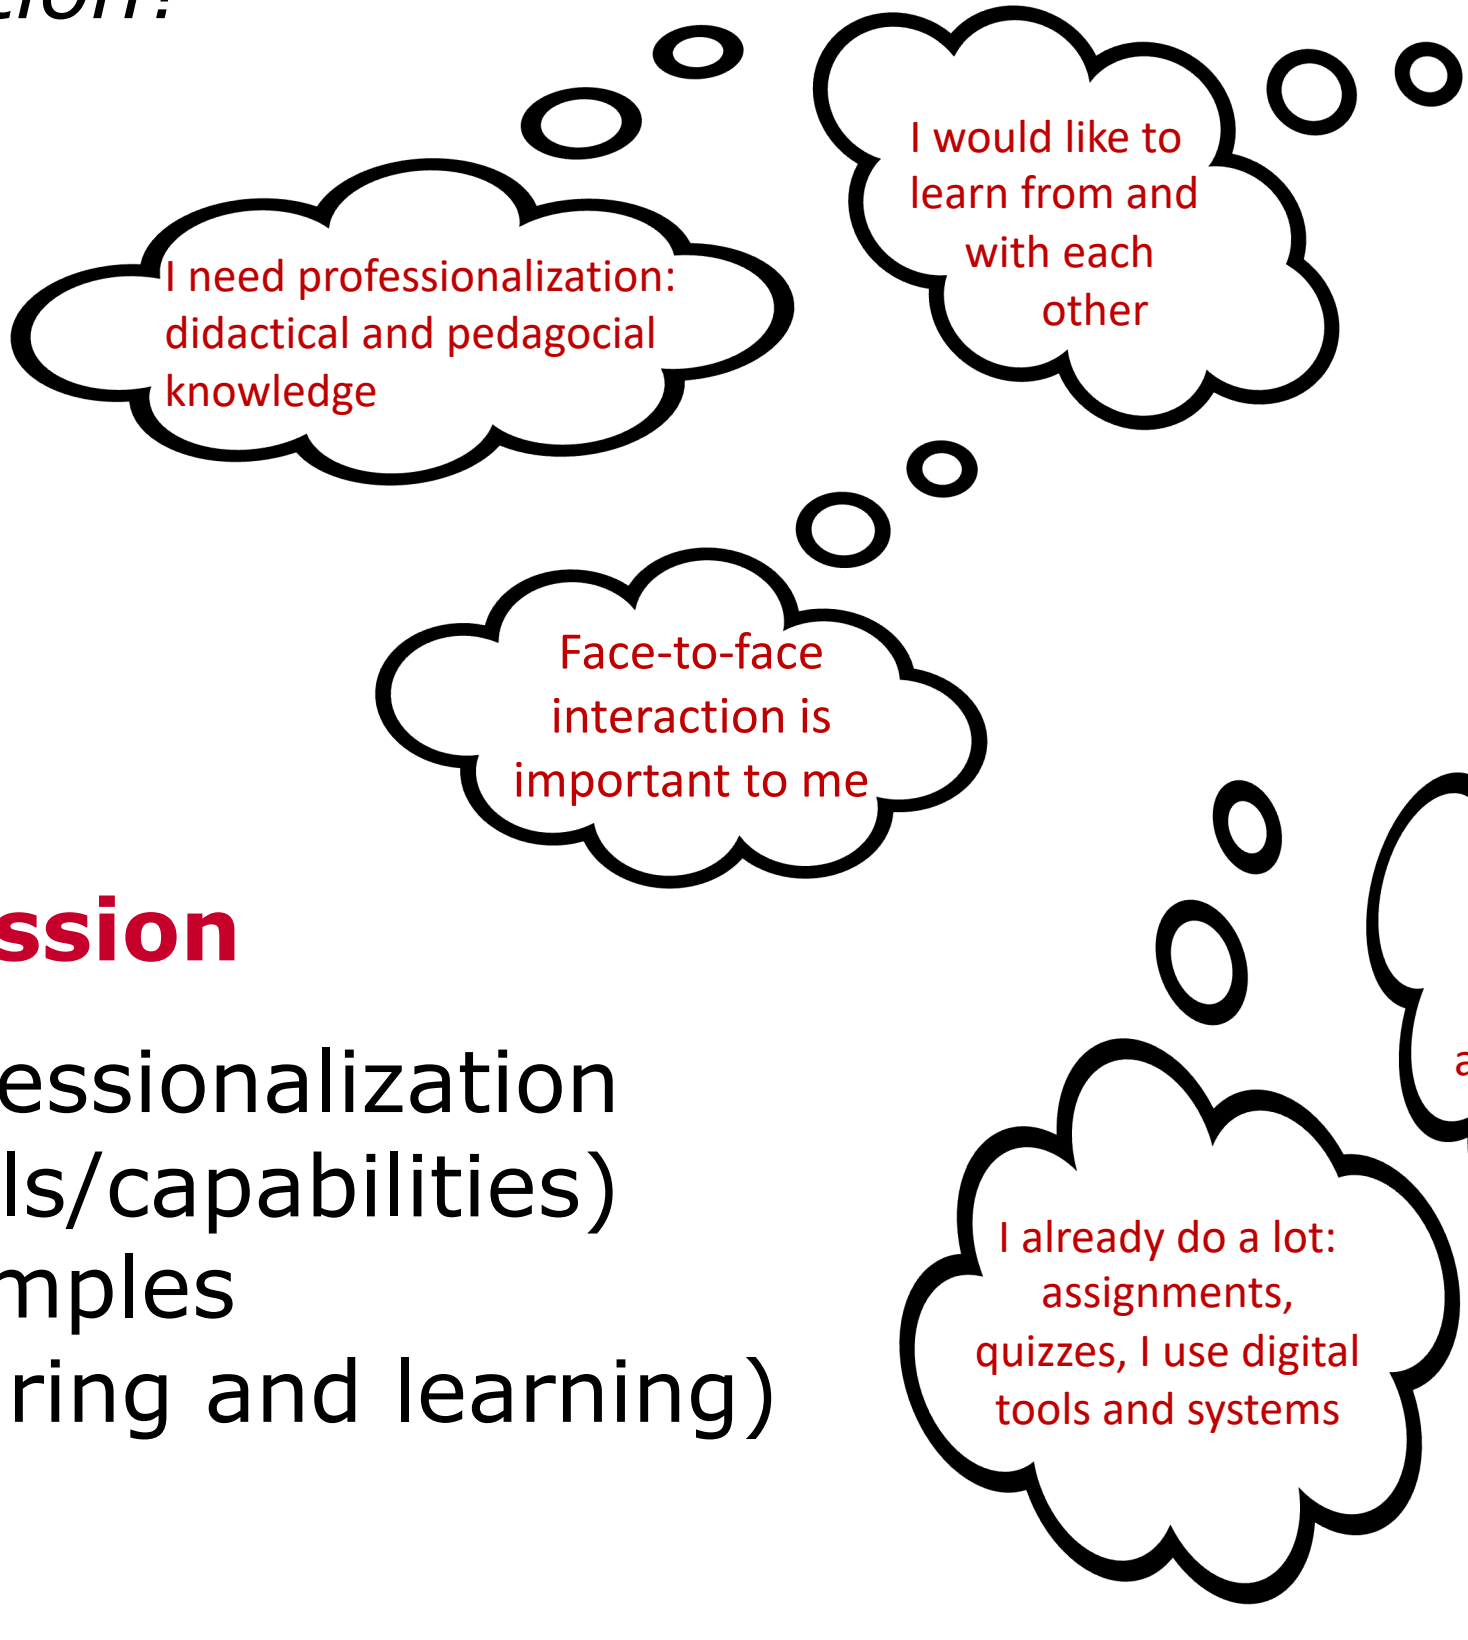 tion?
I would like to
learn from and
with each
other
I need professionalization:
didactical and pedagocial
knowledge
Face-to-face
interaction is
important to me
ssion
essionalization
ls/capabilities)
mples
ring and learning)
a
I already do a lot:
assignments,
quizzes, I use digital
tools and systems